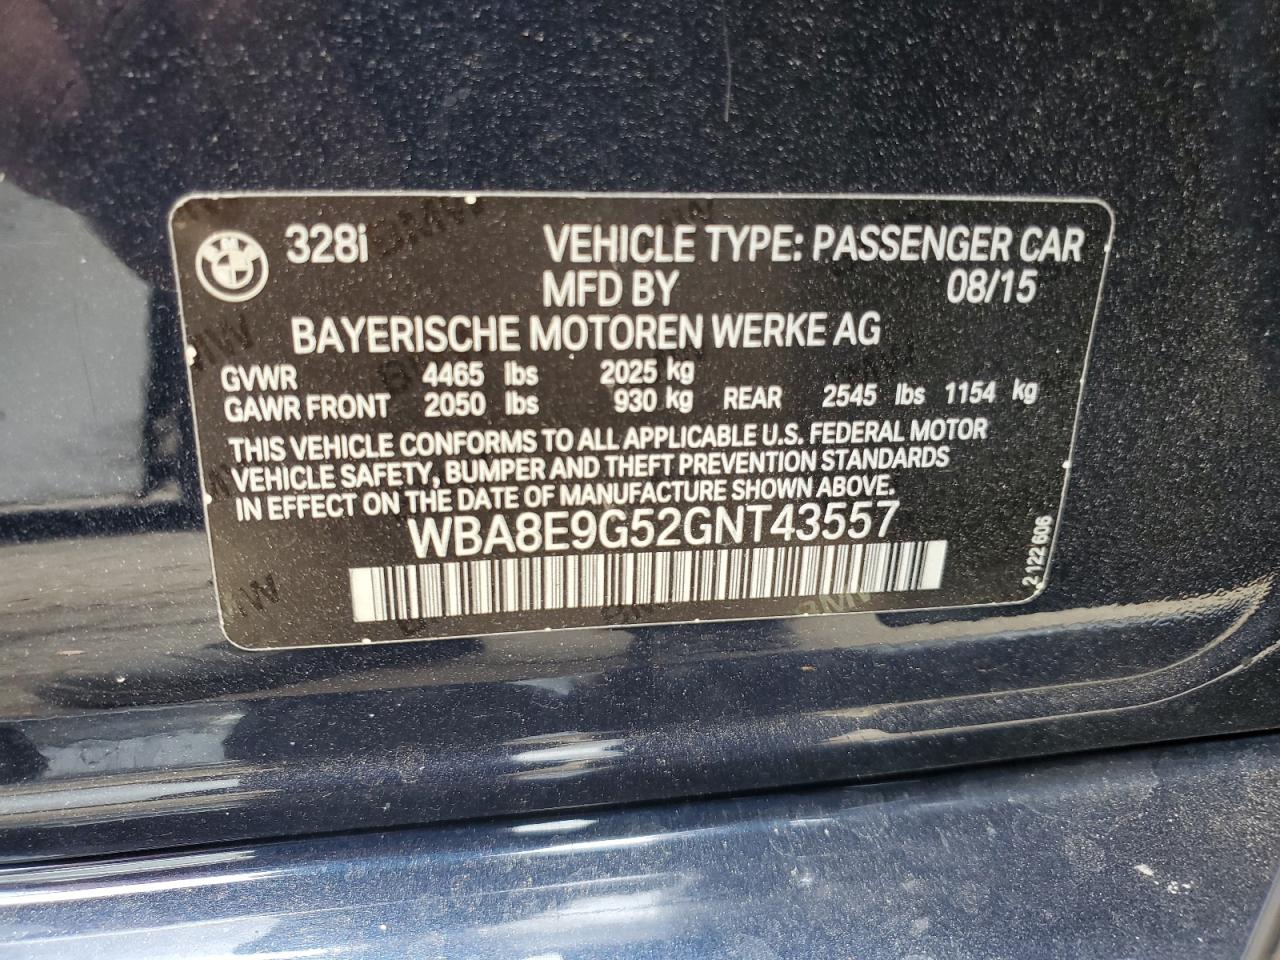 328i VEHICLE TYPE: PASSENGER CAR
MFD BY 08/15
BAYERISCHE MOTOREN WERKE AG
GVWR 4465 lbs 2025 kg
GAWR FRONT 2050 lbs 930 kg REAR 2545 lbs 1154 kg
THIS VEHICLE CONFORMS TO ALL APPLICABLE U.S. FEDERAL MOTOR
VEHICLE SAFETY, BUMPER AND THEFT PREVENTION STANDARDS
IN EFFECT ON THE DATE OF MANUFACTURE SHOWN ABOVE.
WBA8E9G52GNT43557
2 122 606